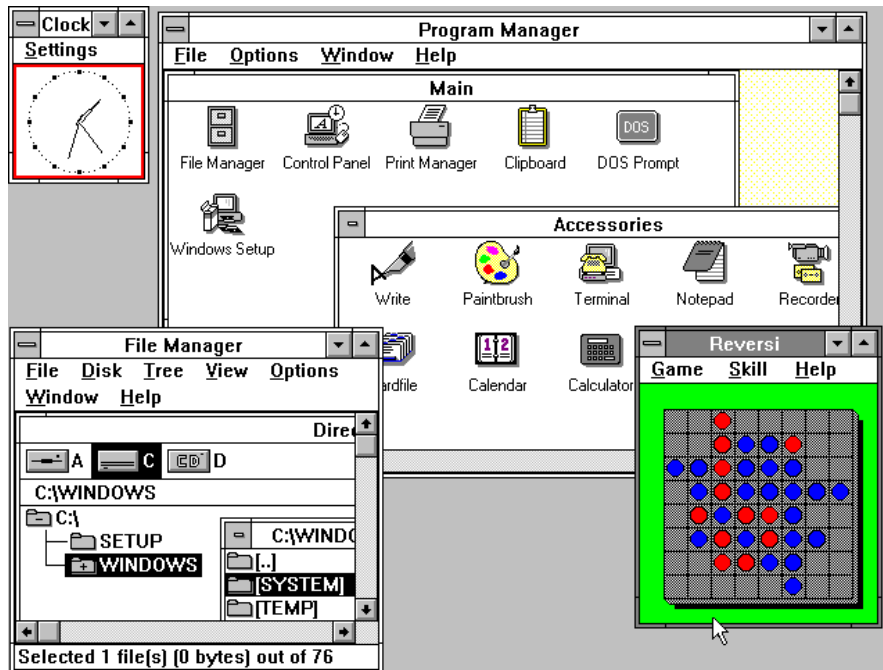 Clock
Settings
Program Manager
File Options Window Help
Main
File Manager
Control Panel
Print Manager
Clipboard
DOS
DOS Prompt
Windows Setup
Accessories
Write
Paintbrush
Terminal
Notepad
Recorder
ardfile
12
Calendar
Calculator
File Manager
File Disk Tree View Options
Window Help
Direc
A
C
CD
D
C:\WINDOWS
C:\
SETUP
WINDOWS
C:\WINDO
[..]
[SYSTEM]
[TEMP]
Selected 1 file(s) (0 bytes) out of 76
Reversi
Game Skill Help